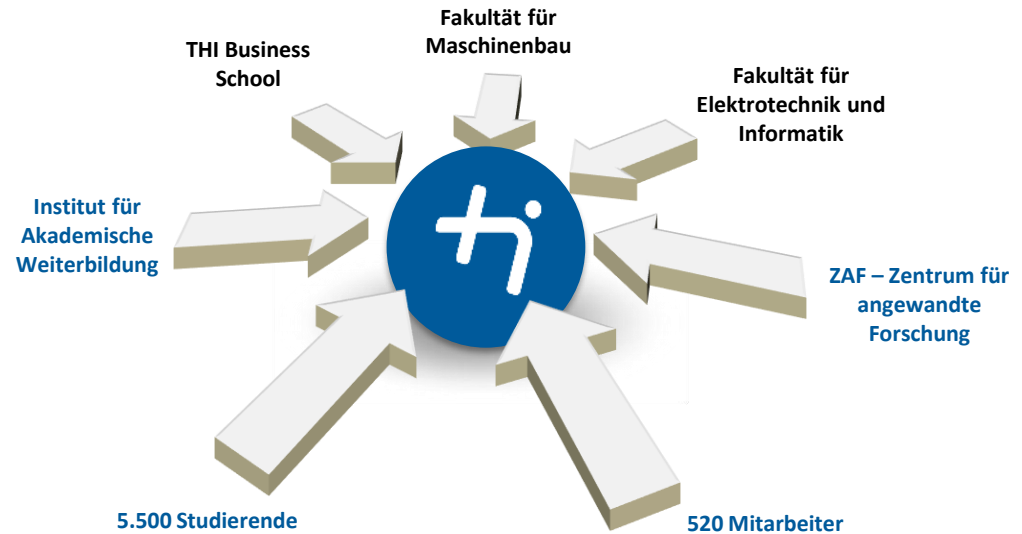 Fakultät für
Maschinenbau
THI Business
School
Fakultät für
Elektrotechnik und
Informatik
Institut für
Akademische
Weiterbildung
thi
ZAF – Zentrum für
angewandte
Forschung
5.500 Studierende
520 Mitarbeiter